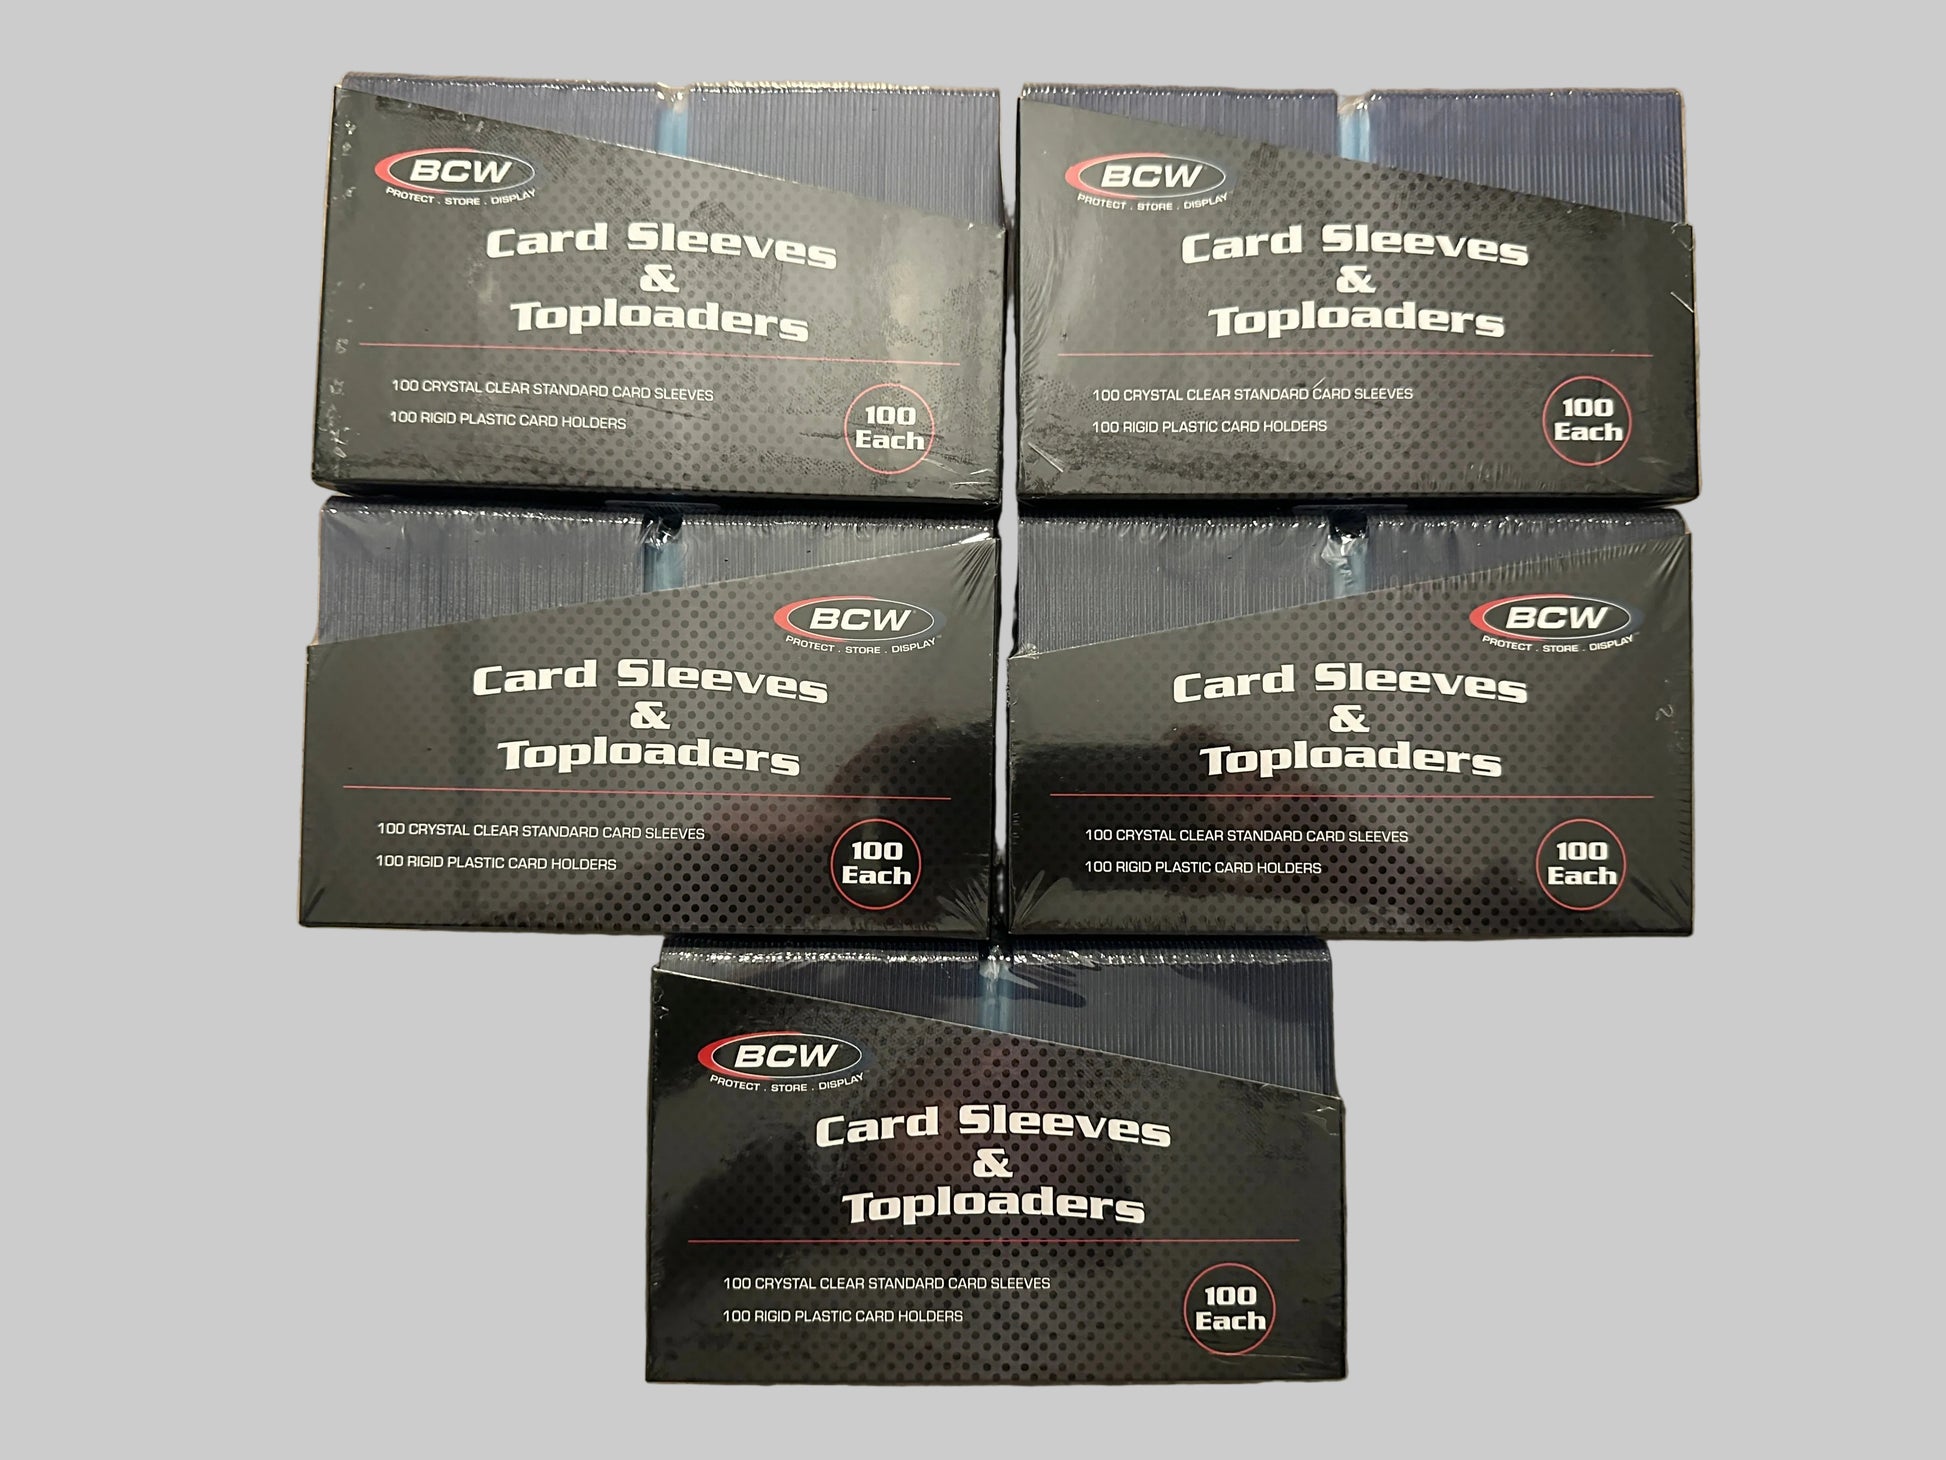 BCW
PROTECT . STORE . DISPLAY
Card Sleeves
&
Toploaders
100 CRYSTAL CLEAR STANDARD CARD SLEEVES
100 RIGID PLASTIC CARD HOLDERS
100
Each
BCW
PROTECT . STORE . DISPLAY
Card Sleeves
&
Toploaders
100 CRYSTAL CLEAR STANDARD CARD SLEEVES
100 RIGID PLASTIC CARD HOLDERS
100
Each
BCW
PROTECT . STORE . DISPLAY
Card Sleeves
&
Toploaders
100 CRYSTAL CLEAR STANDARD CARD SLEEVES
100 RIGID PLASTIC CARD HOLDERS
100
Each
BCW
PROTECT . STORE . DISPLAY
Card Sleeves
&
Toploaders
100 CRYSTAL CLEAR STANDARD CARD SLEEVES
100 RIGID PLASTIC CARD HOLDERS
100
Each
BCW
PROTECT . STORE . DISPLAY
Card Sleeves
&
Toploaders
100 CRYSTAL CLEAR STANDARD CARD SLEEVES
100 RIGID PLASTIC CARD HOLDERS
100
Each